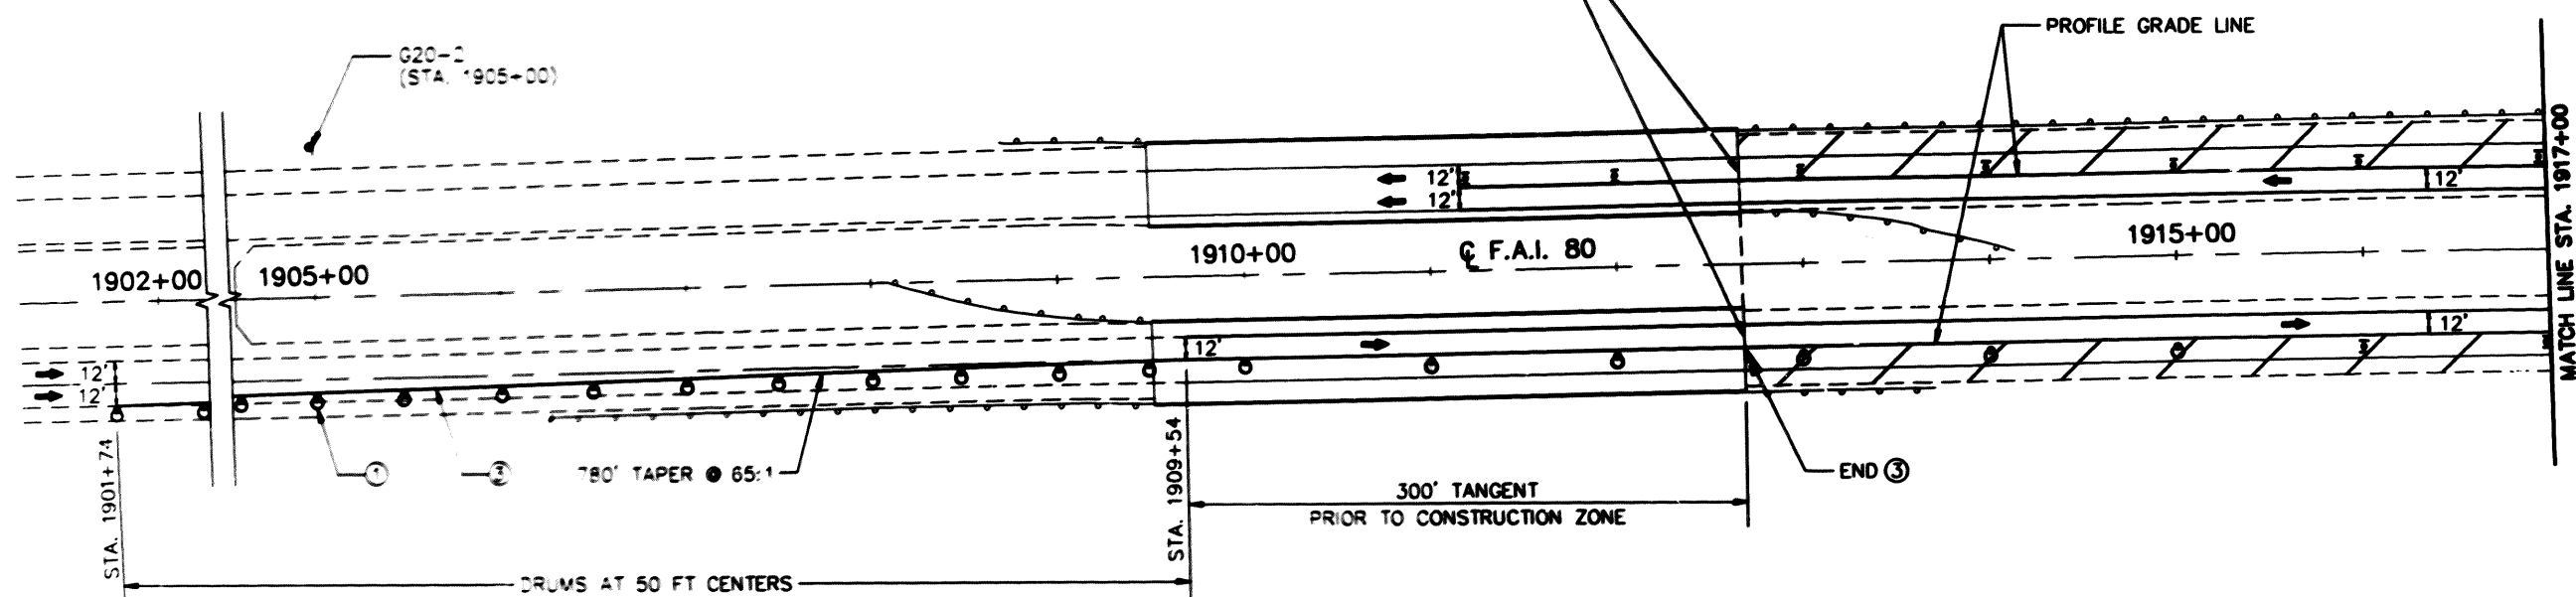 PROFILE GRADE LINE
G20-2
(STA. 1905+00)
12'
12'
12'
1902+00
1905+00
1910+00
℄ F.A.I. 80
1915+00
MATCH LINE STA. 1917+00
12'
12'
12'
12'
STA. 1901+74
1
3
780' TAPER @ 65:1
STA. 1909+54
END 3
300' TANGENT
PRIOR TO CONSTRUCTION ZONE
DRUMS AT 50 FT CENTERS